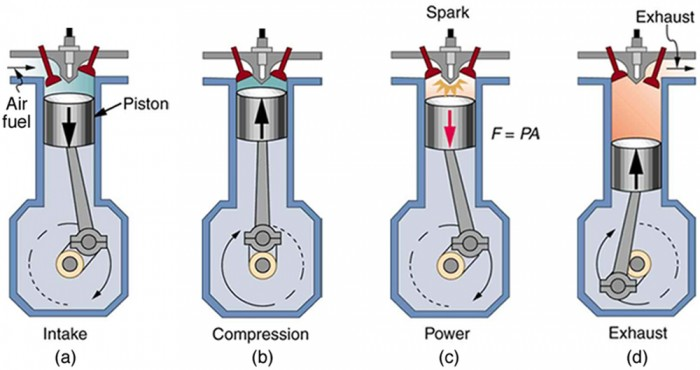 Spark
Exhaust
Air
fuel
Piston
F = PA
Intake
Compression
Power
Exhaust
(a)
(b)
(c)
(d)